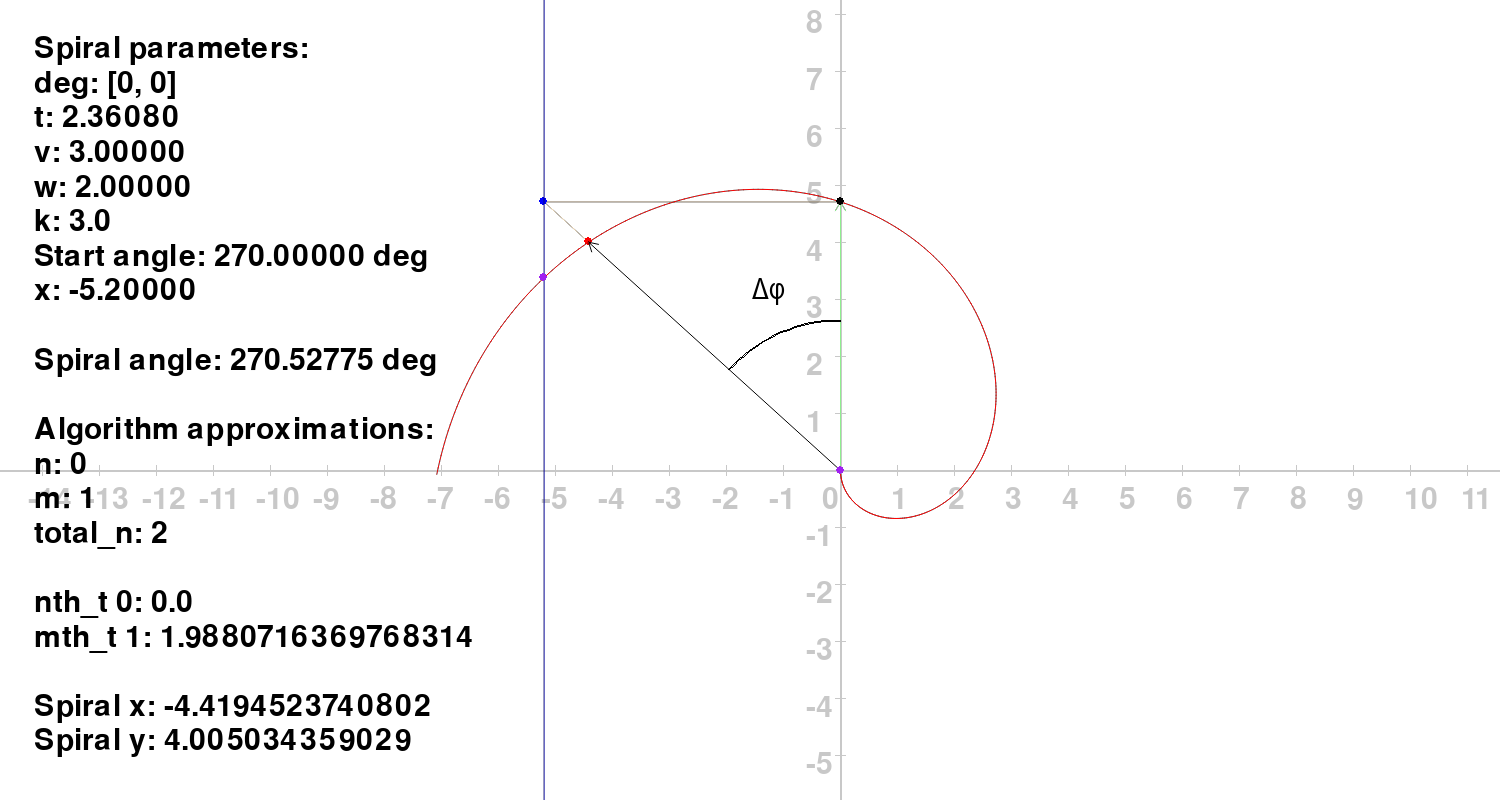 Spiral parameters:
deg: [0, 0]
t: 2.36080
v: 3.00000
w: 2.00000
k: 3.0
Start angle: 270.00000 deg
x: -5.20000
Spiral angle: 270.52775 deg
Algorithm approximations:
n: 0
m: 1
total_n: 2
nth_t 0: 0.0
mth_t 1: 1.9880716369768314
Spiral x: -4.4194523740802
Spiral y: 4.005034359029
Δφ
8
7
6
5
4
3
2
1
-14 -13 -12 -11 -10 -9 -8 -7 -6 -5 -4 -3 -2 -1 0 1 2 3 4 5 6 7 8 9 10 11
-1
-2
-3
-4
-5